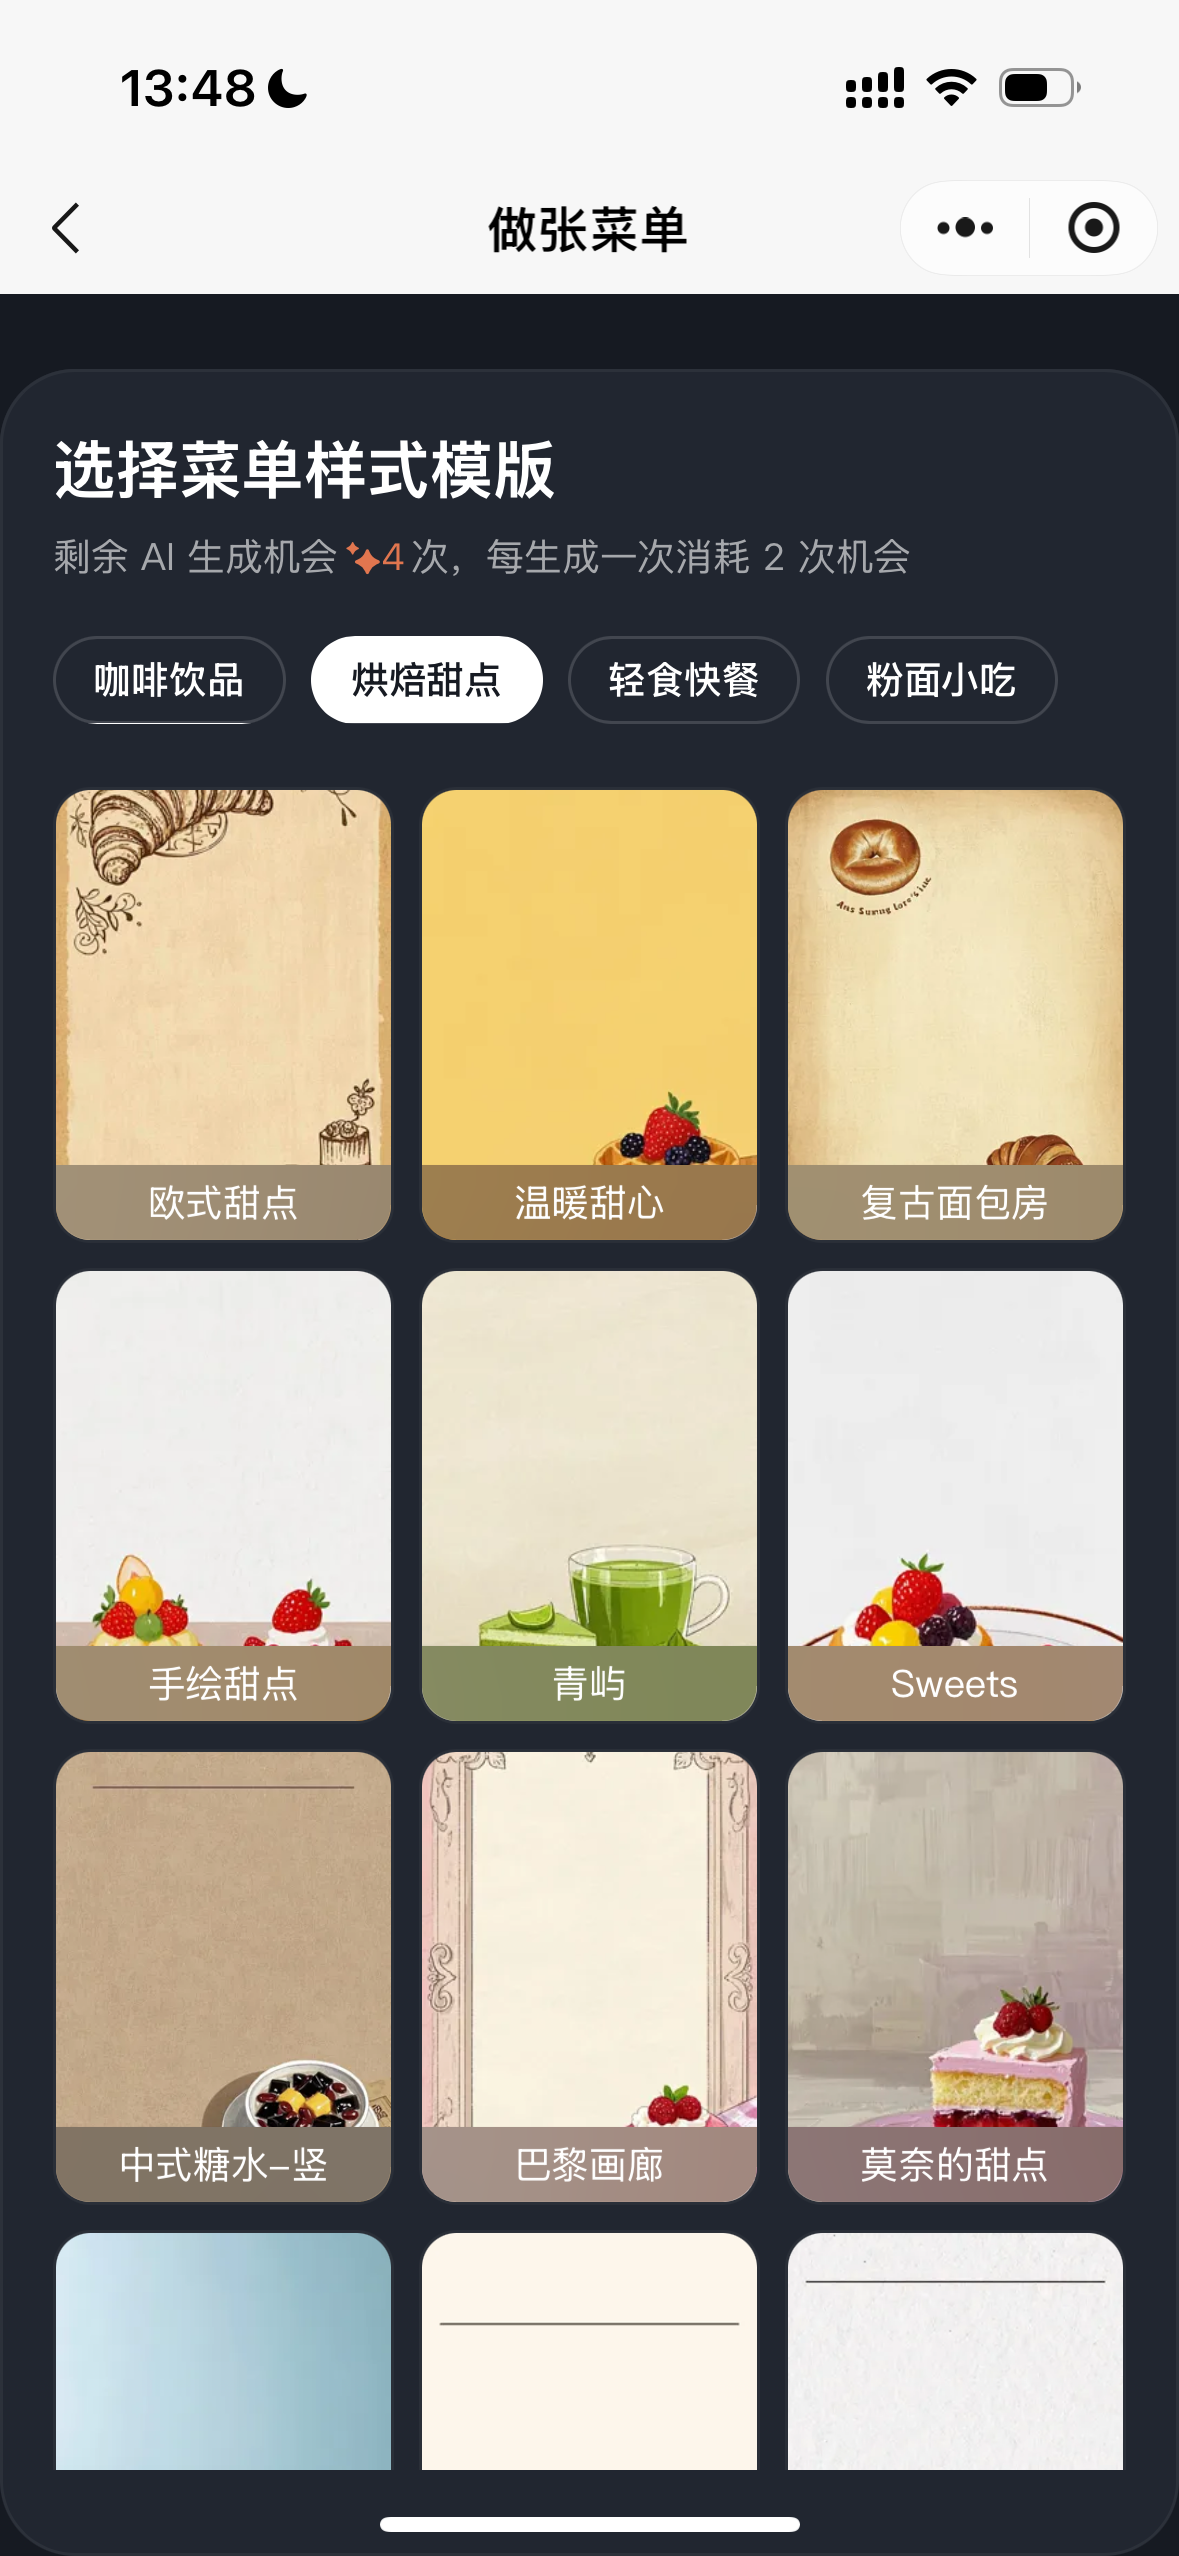 13:48
做张菜单
选择菜单样式模版
剩余 AI 生成机会 4 次，每生成一次消耗 2 次机会
咖啡饮品 烘焙甜点 轻食快餐 粉面小吃
欧式甜点 温暖甜心 复古面包房
手绘甜点 青屿 Sweets
中式糖水-竖 巴黎画廊 莫奈的甜点